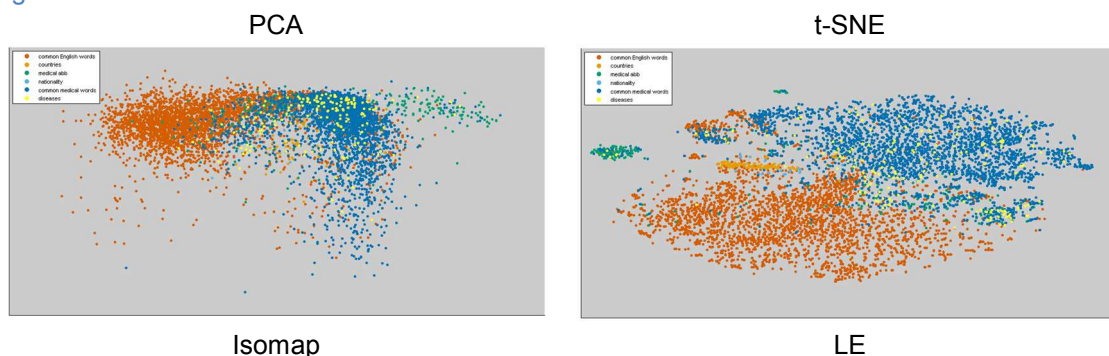 PCA
t-SNE
common English words
countries
medical abb
nationality
common medical words
diseases
common English words
countries
medical abb
nationality
common medical words
diseases
Isomap
LE